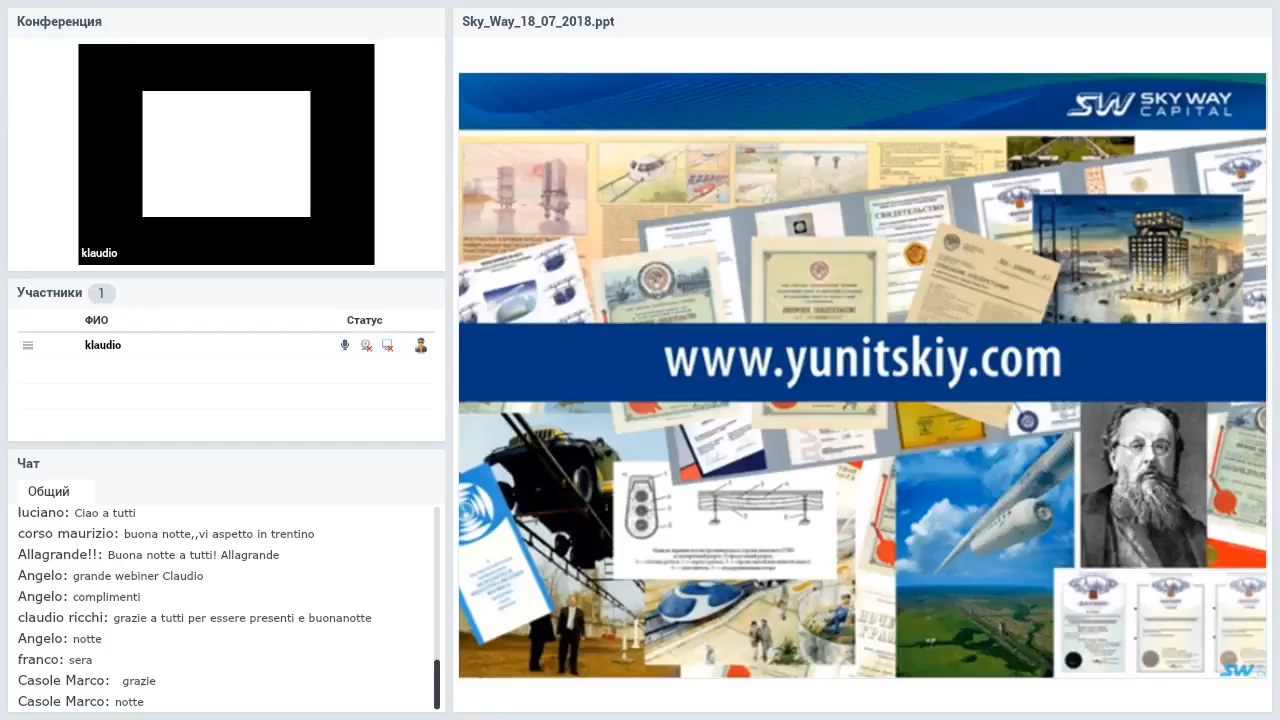 Конференция
klaudio
Участники 1
ФИО Статус
klaudio
Чат
Общий
luciano: Ciao a tutti
corso maurizio: buona notte,,vi aspetto in trentino
Allagrande!!: Buona notte a tutti! Allagrande
Angelo: grande webiner Claudio
Angelo: complimenti
claudio ricchi: grazie a tutti per essere presenti e buonanotte
Angelo: notte
franco: sera
Casole Marco: grazie
Casole Marco: notte
Sky_Way_18_07_2018.ppt
SW SKY WAY
CAPITAL
СВИДЕТЕЛЬСТВО
www.yunitskiy.com
SW